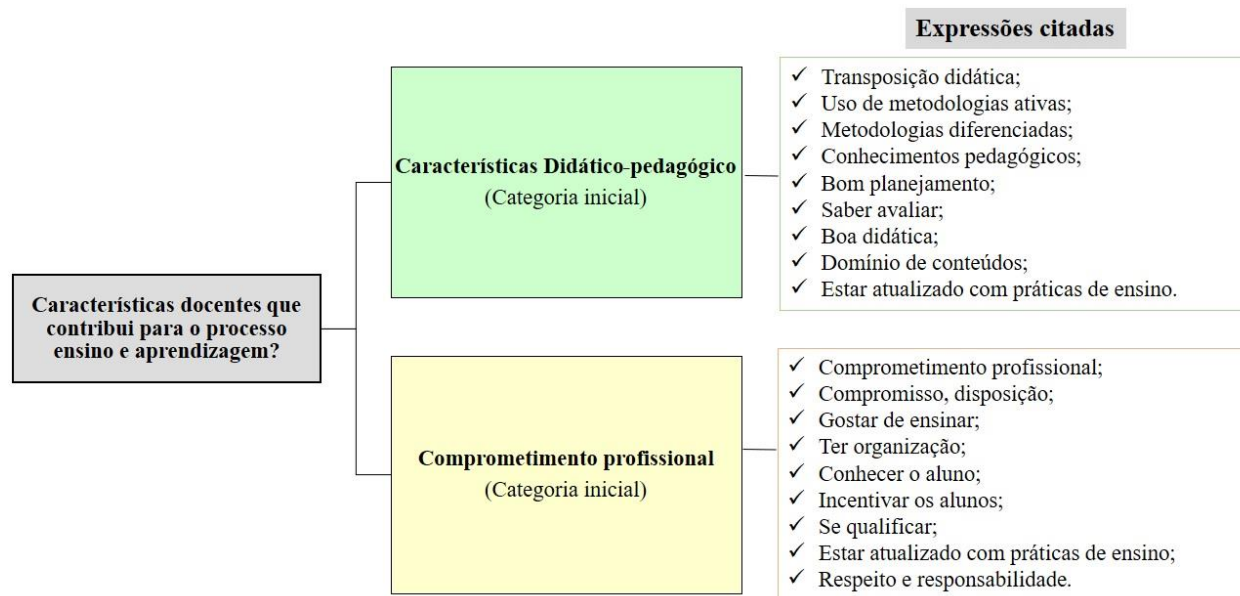 Expressões citadas
Características docentes que
contribui para o processo
ensino e aprendizagem?
Característísticas Didático-pedagógico
(Categoria inicial)
✓ Transposição didática;
✓ Uso de metodologias ativas;
✓ Metodologias diferenciadas;
✓ Conhecimentos pedagógicos;
✓ Bom planejamento;
✓ Saber avaliar;
✓ Boa didática;
✓ Domínio de conteúdos;
✓ Estar atualizado com práticas de ensino.
Comprometimento profissional
(Categoria inicial)
✓ Comprometimento profissional;
✓ Compromisso, disposição;
✓ Gostar de ensinar;
✓ Ter organização;
✓ Conhecer o aluno;
✓ Incentivar os alunos;
✓ Se qualificar;
✓ Estar atualizado com práticas de ensino;
✓ Respeito e responsabilidade.